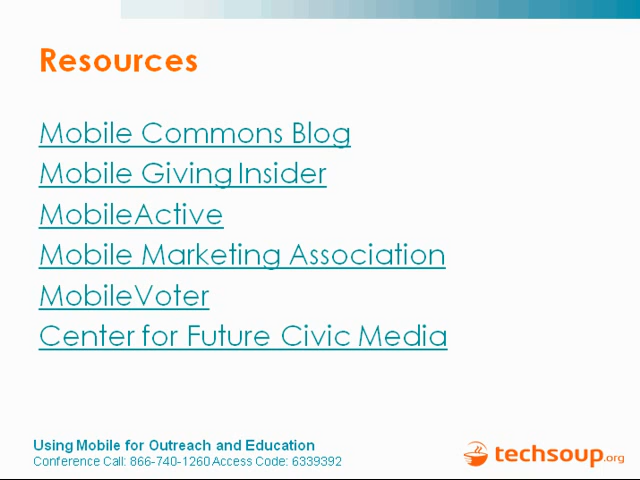 Resources
Mobile Commons Blog
Mobile Giving Insider
MobileActive
Mobile Marketing Association
MobileVoter
Center for Future Civic Media
Using Mobile for Outreach and Education
Conference Call: 866-740-1260 Access Code: 6339392
techsoup.org